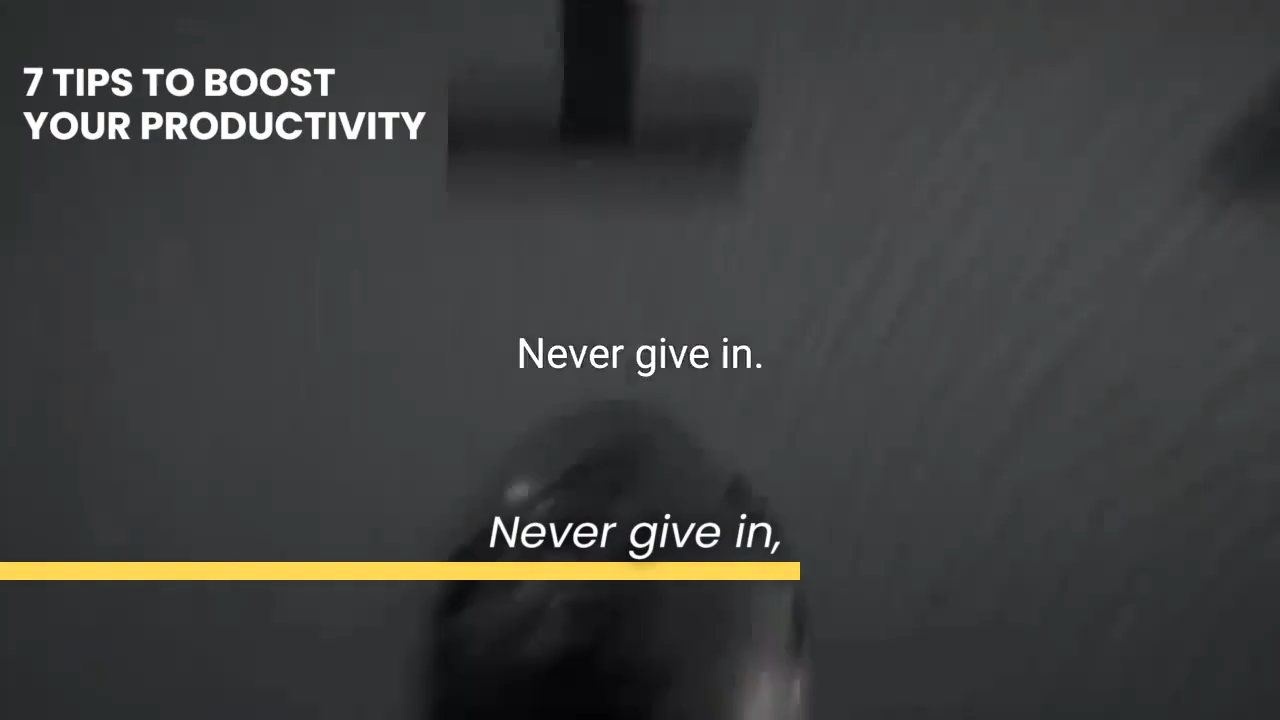 7 TIPS TO BOOST
YOUR PRODUCTIVITY
Never give in.
Never give in,